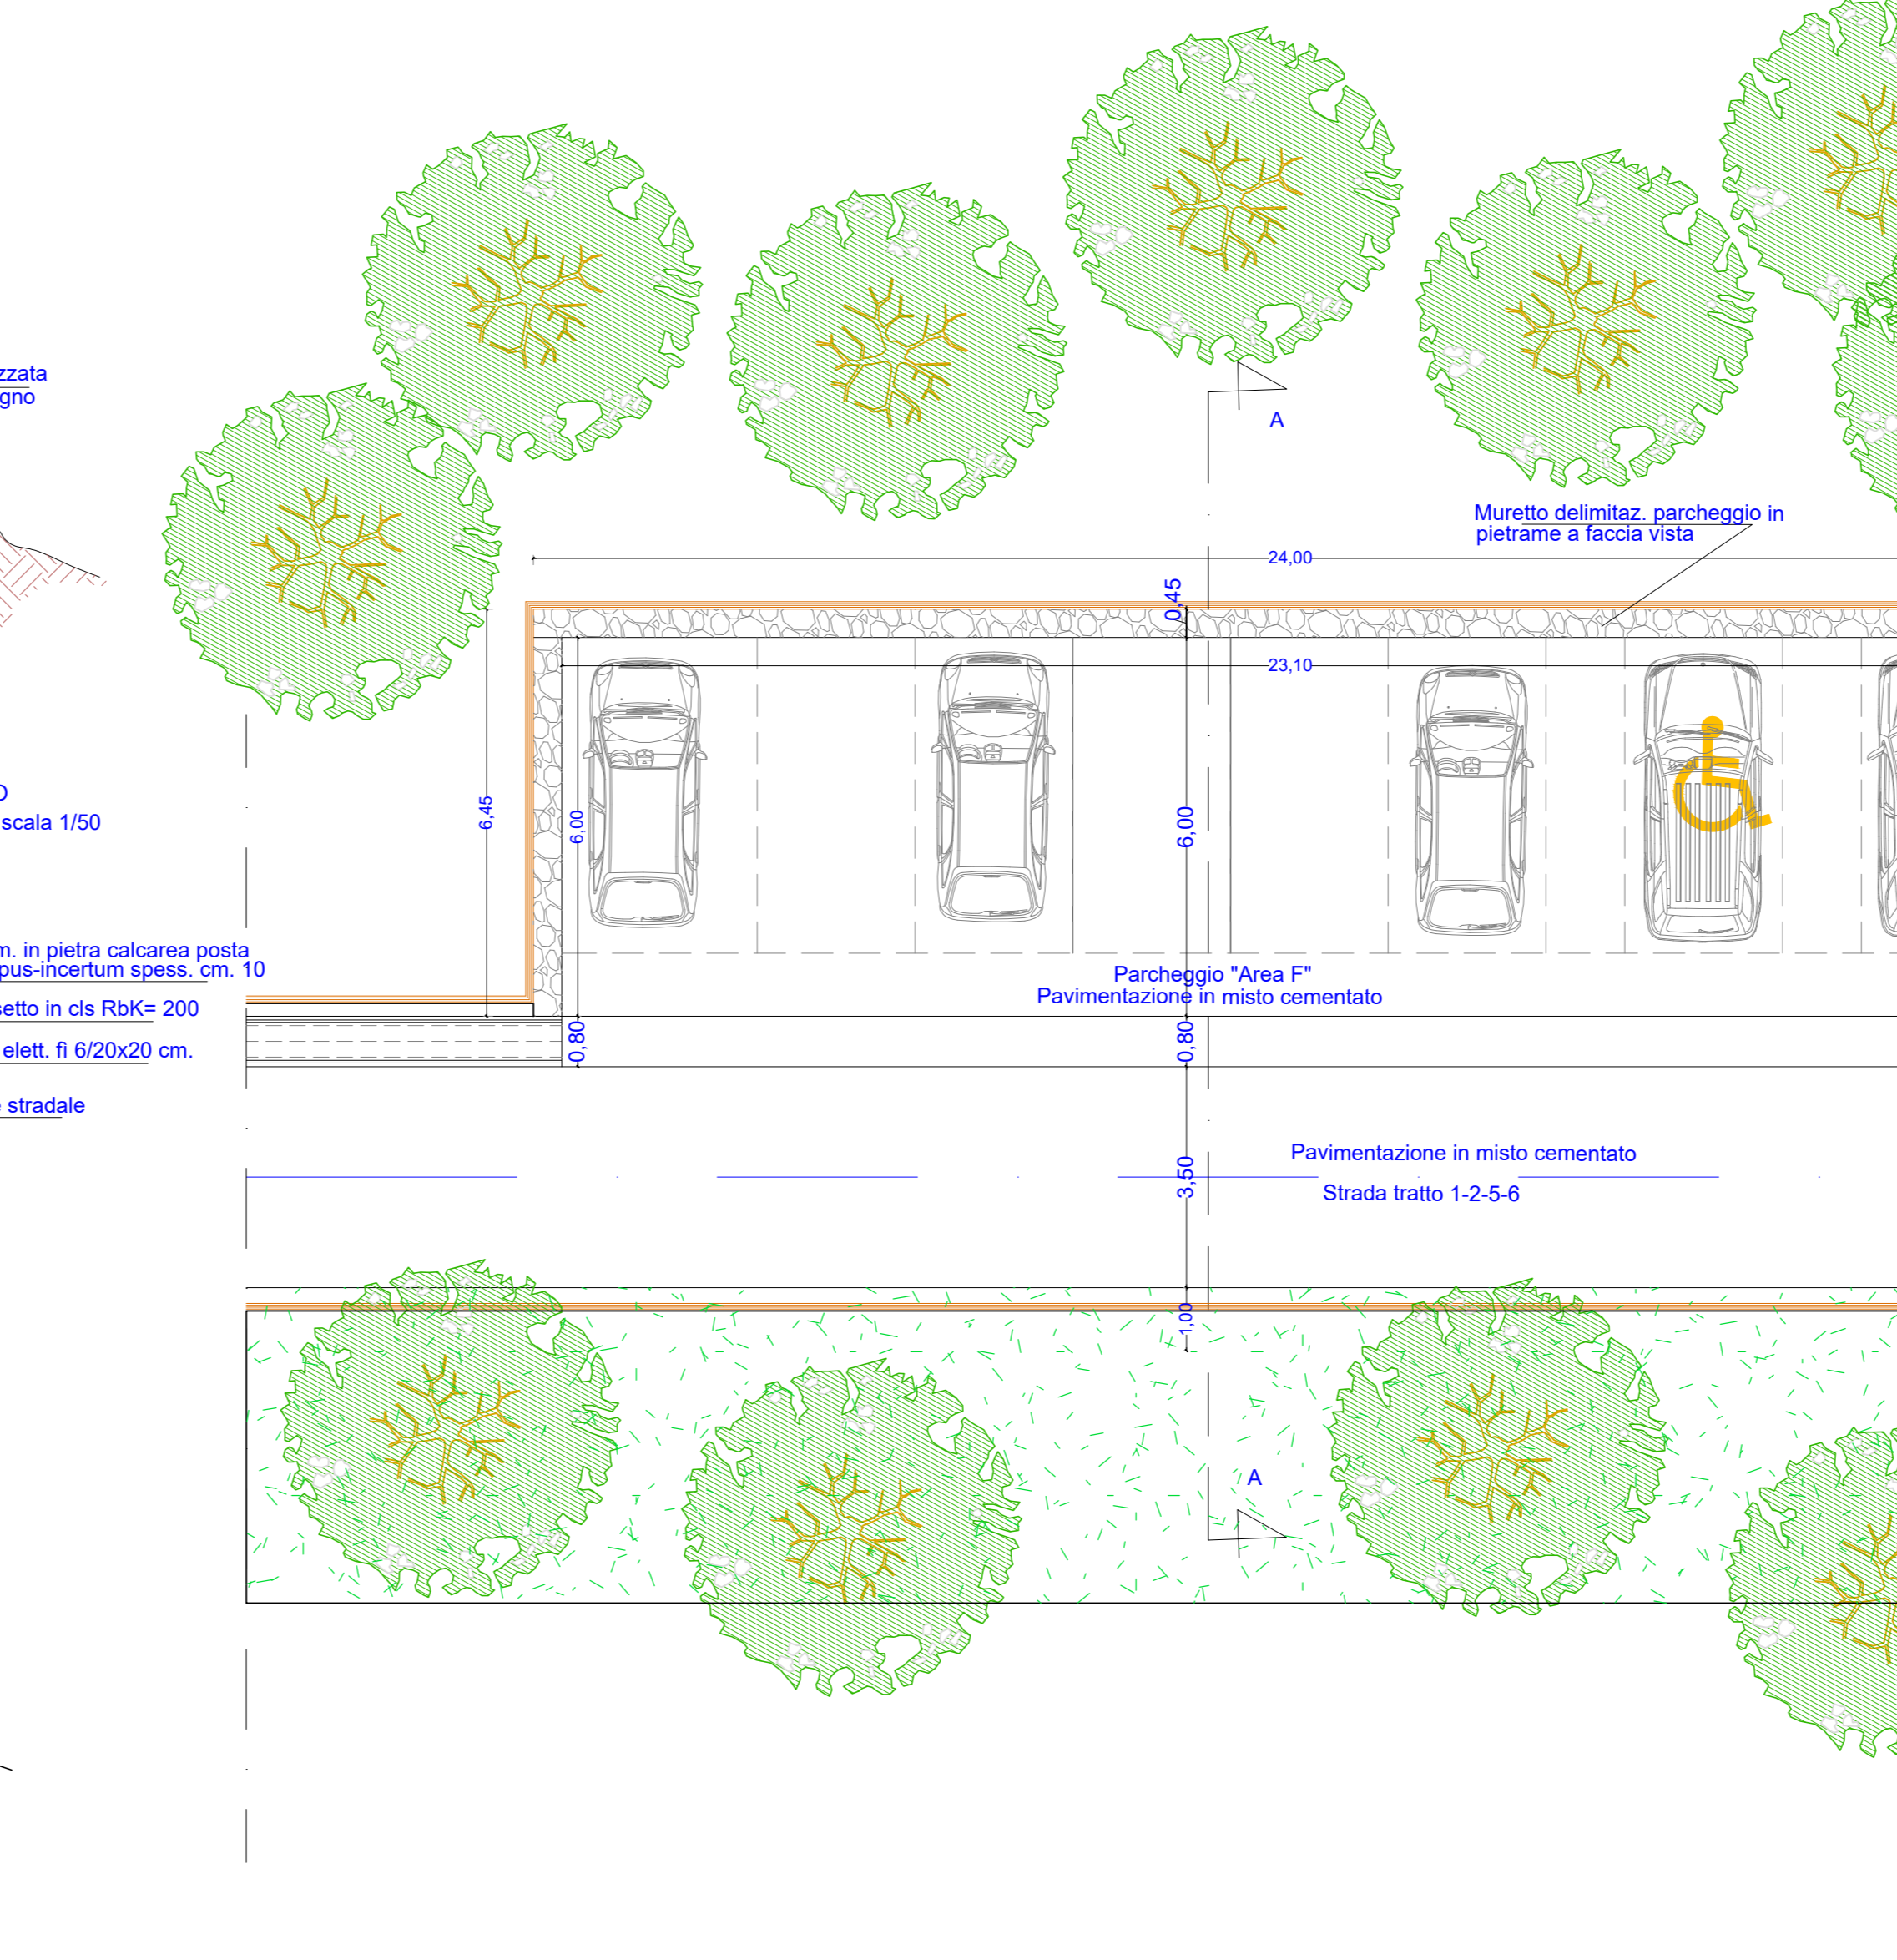 zzata
gno
A
Muretto delimitaz. parcheggio in
pietrame a faccia vista
24,00
0,45
23,10
6,45
6,00
6,00
scala 1/50
m. in pietra calcarea posta
pus-incertum spess. cm. 10
setto in cls RbK= 200
elett. fi 6/20x20 cm.
e stradale
Parcheggio "Area F"
Pavimentazione in misto cementato
0,80
0,80
3,50
Pavimentazione in misto cementato
Strada tratto 1-2-5-6
1,00
A